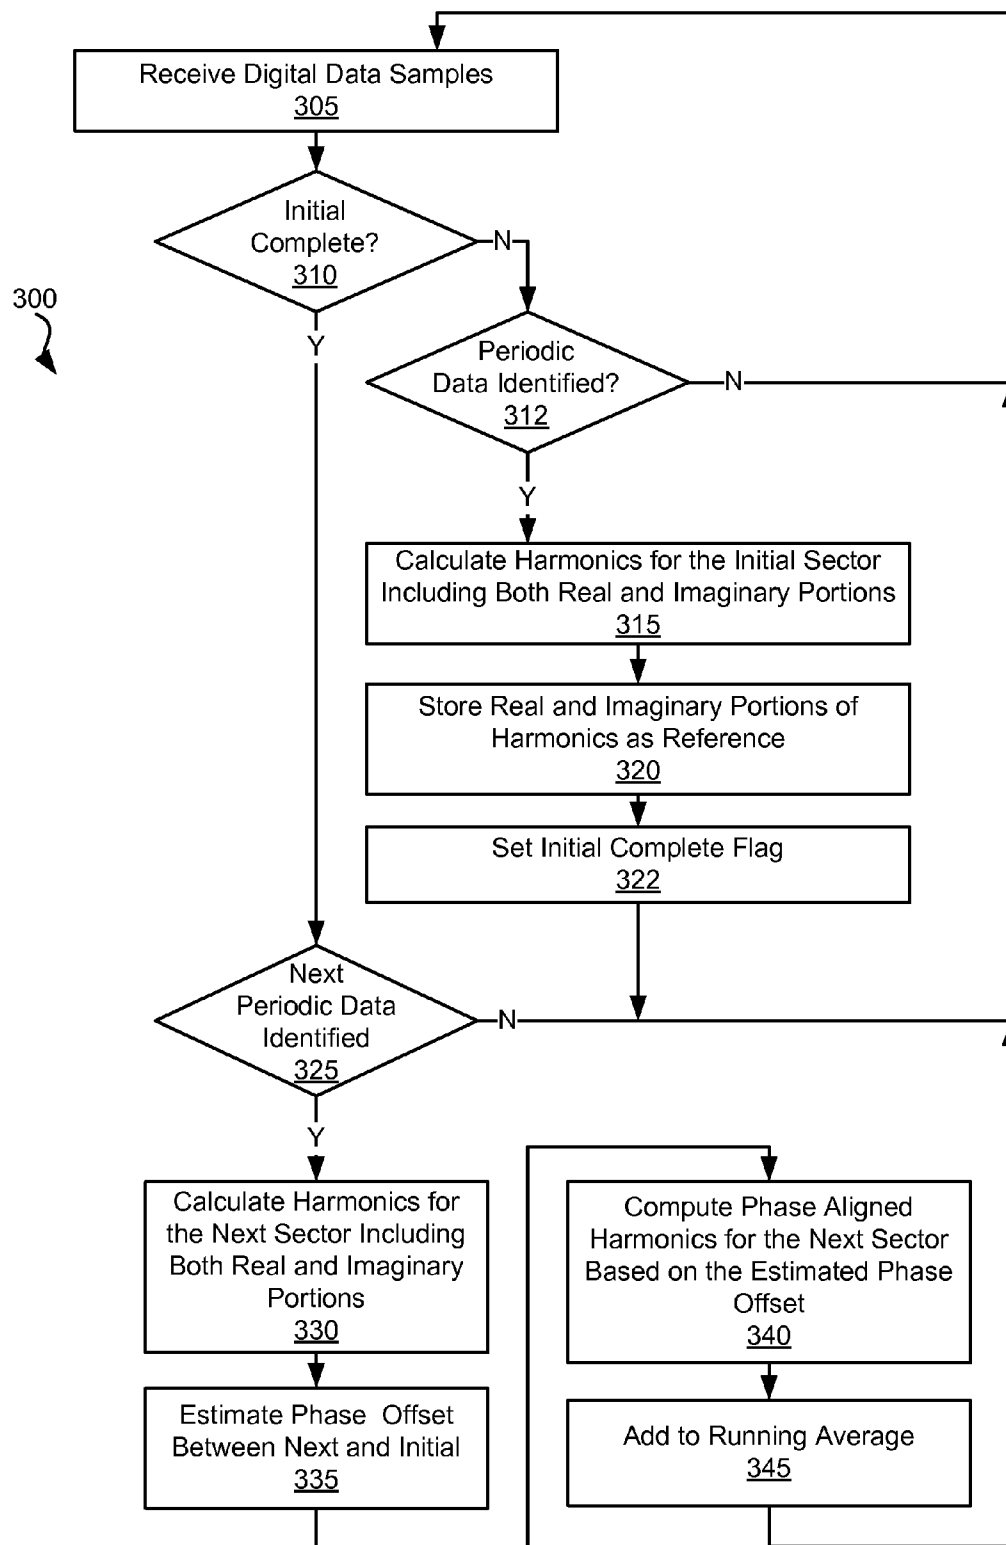 Receive Digital Data Samples
305
Initial
Complete?
310
N
300
Y
Periodic
Data Identified?
312
N
Y
Calculate Harmonics for the Initial Sector
Including Both Real and Imaginary Portions
315
Store Real and Imaginary Portions of
Harmonics as Reference
320
Set Initial Complete Flag
322
Next
Periodic Data
Identified
325
N
Y
Calculate Harmonics for
the Next Sector Including
Both Real and Imaginary
Portions
330
Estimate Phase Offset
Between Next and Initial
335
Compute Phase Aligned
Harmonics for the Next Sector
Based on the Estimated Phase
Offset
340
Add to Running Average
345